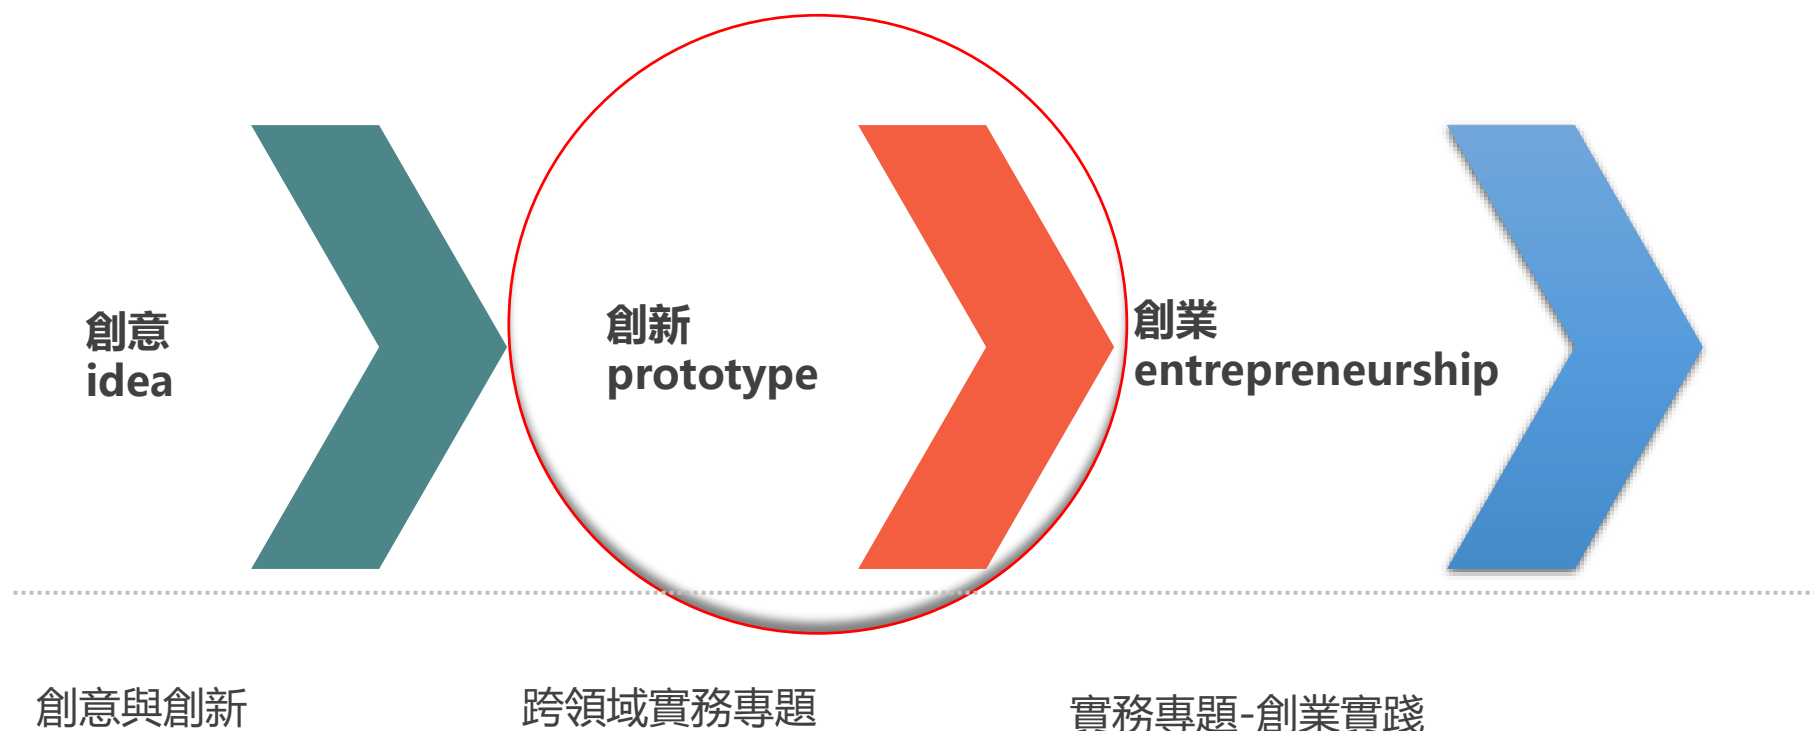 創意
idea
創新
prototype
創業
entrepreneurship
創意與創新
跨領域實務專題
實務專題-創業實踐